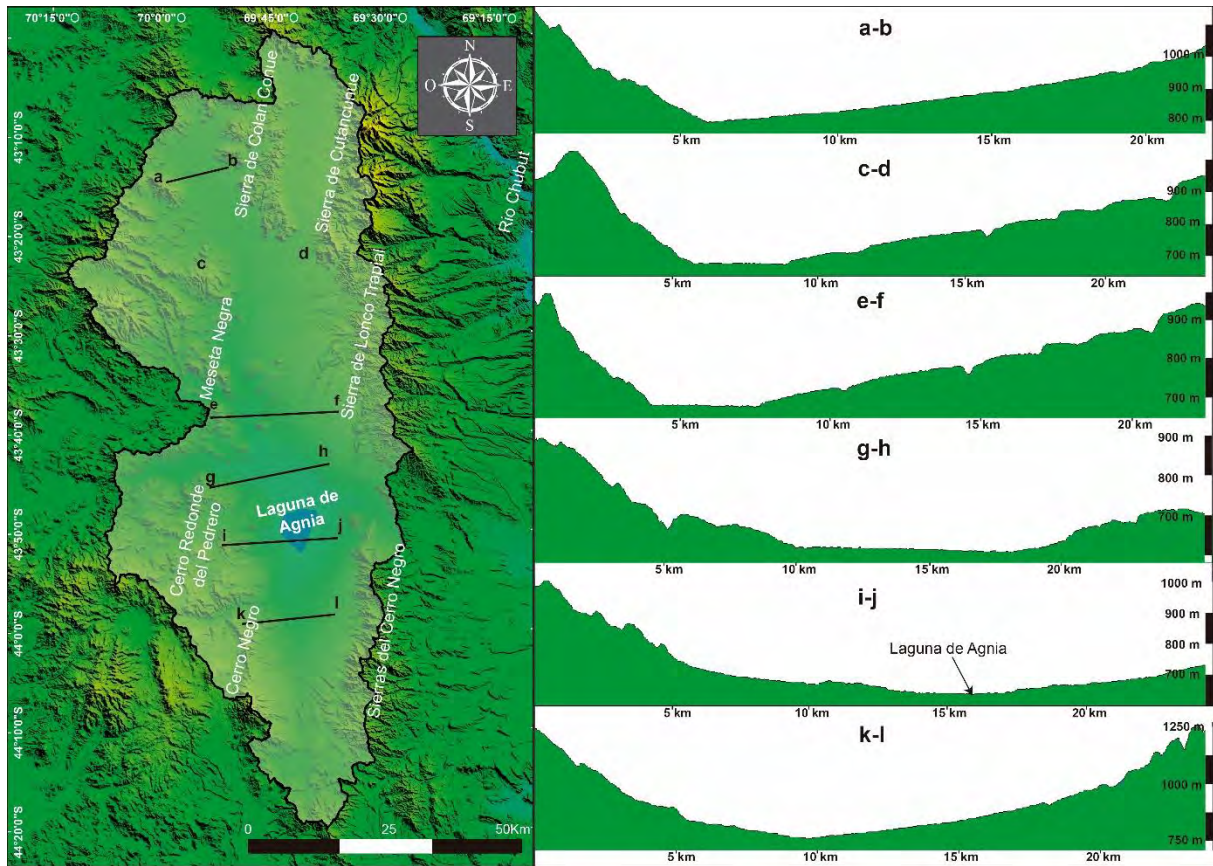 70°15'0"O 70°0'0"O 69°45'0"O 69°30'0"O 69°15'0"O
N
O E
S
43°10'0"S
43°20'0"S
43°30'0"S
43°40'0"S
43°50'0"S
44°0'0"S
44°10'0"S
44°20'0"S
Sierra de Colan Conue
Sierra de Cutancunue
Río Chubut
a
b
c
d
Meseta Negra
Sierra de Lonco Trapial
e
f
g
h
Laguna de
Agnia
i
j
Cerro Redonde
del Pedrero
k
l
Cerro Negro
Sierras del Cerro Negro
0 25 50Km
a-b
1000 m
900 m
800 m
5 km 10 km 15 km 20 km
c-d
900 m
800 m
700 m
5 km 10 km 15 km 20 km
e-f
900 m
800 m
700 m
5 km 10 km 15 km 20 km
g-h
900 m
800 m
700 m
5 km 10 km 15 km 20 km
i-j
1000 m
900 m
800 m
700 m
Laguna de Agnia
5 km 10 km 15 km 20 km
k-l
1250 m
1000 m
750 m
5 km 10 km 15 km 20 km